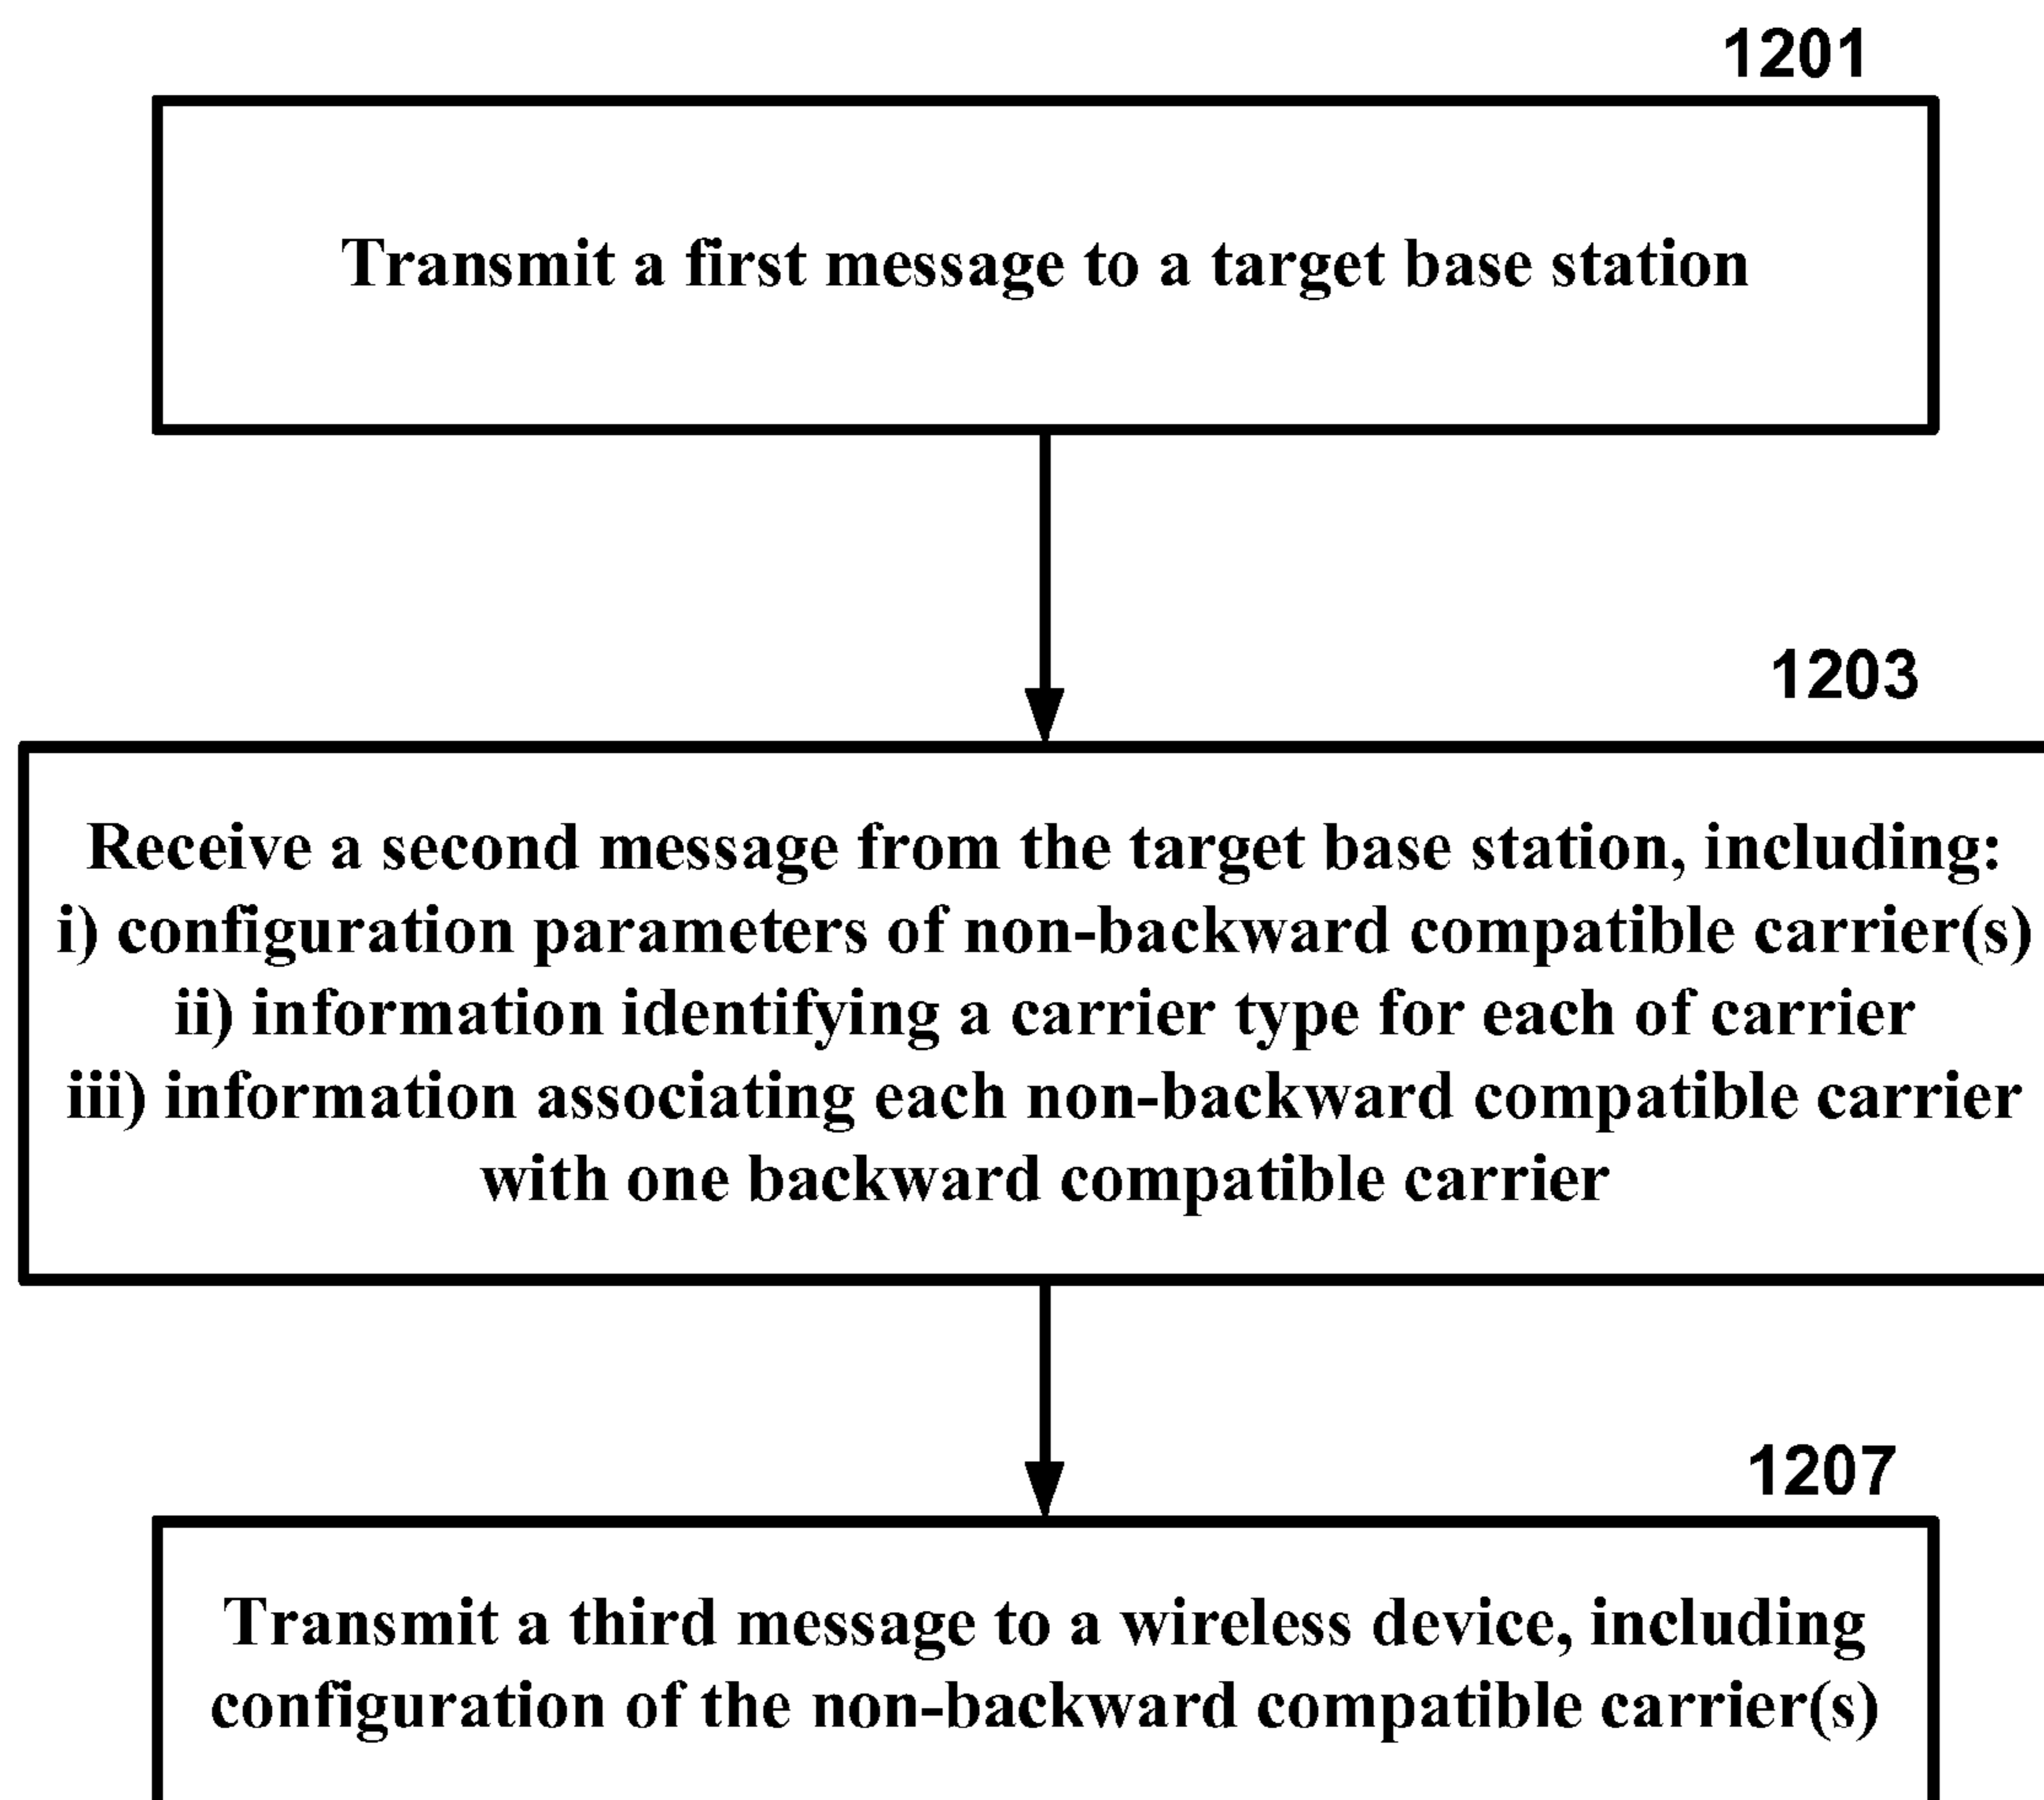 1201
Transmit a first message to a target base station
1203
Receive a second message from the target base station, including:
i) configuration parameters of non-backward compatible carrier(s)
ii) information identifying a carrier type for each of carrier
iii) information associating each non-backward compatible carrier
with one backward compatible carrier
1207
Transmit a third message to a wireless device, including
configuration of the non-backward compatible carrier(s)